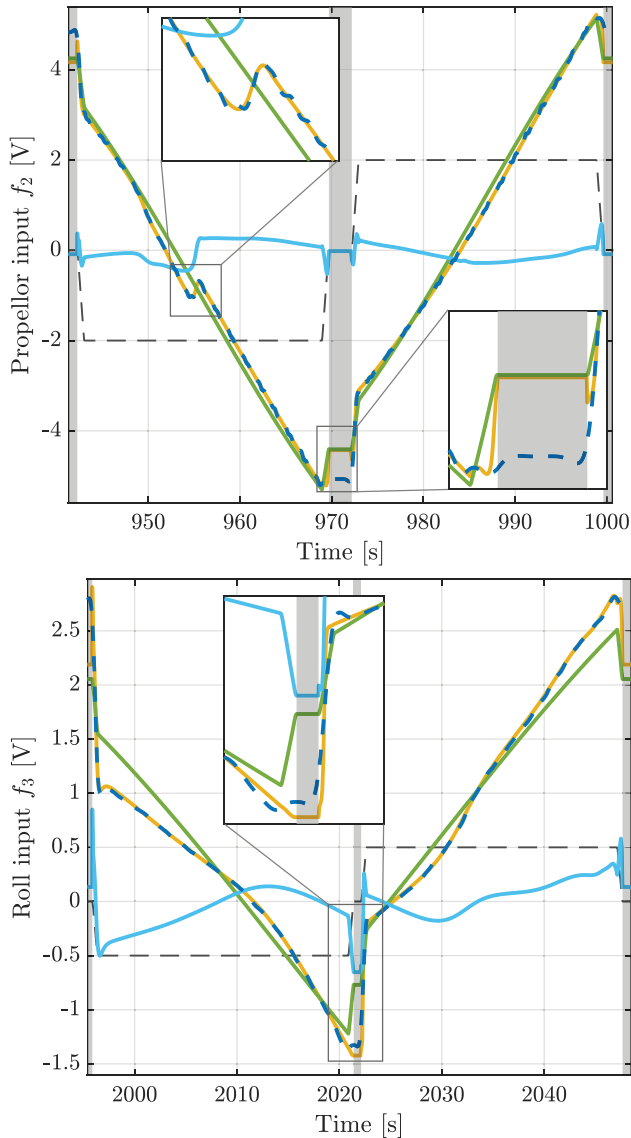 4
2
0
-2
-4
Propellor input f₂ [V]
950 960 970 980 990 1000
Time [s]
2.5
2
1.5
1
0.5
0
-0.5
-1
-1.5
Roll input f₃ [V]
2000 2010 2020 2030 2040
Time [s]